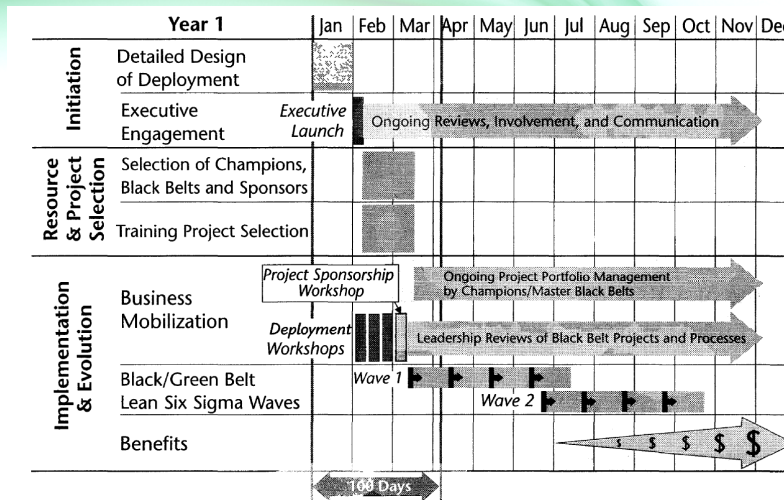 Year 1
Jan Feb Mar Apr May Jun Jul Aug Sep Oct Nov Dec
Initiation
Detailed Design
of Deployment
Executive
Engagement
Executive
Launch
Ongoing Reviews, Involvement, and Communication
Resource
& Project
Selection
Selection of Champions,
Black Belts and Sponsors
Training Project Selection
Implementation
& Evolution
Business
Mobilization
Project Sponsorship
Workshop
Ongoing Project Portfolio Management
by Champions/Master Black Belts
Deployment
Workshops
Leadership Reviews of Black Belt Projects and Processes
Black/Green Belt
Lean Six Sigma Waves
Wave 1
Wave 2
Benefits
$ $ $ $ $
100 Days